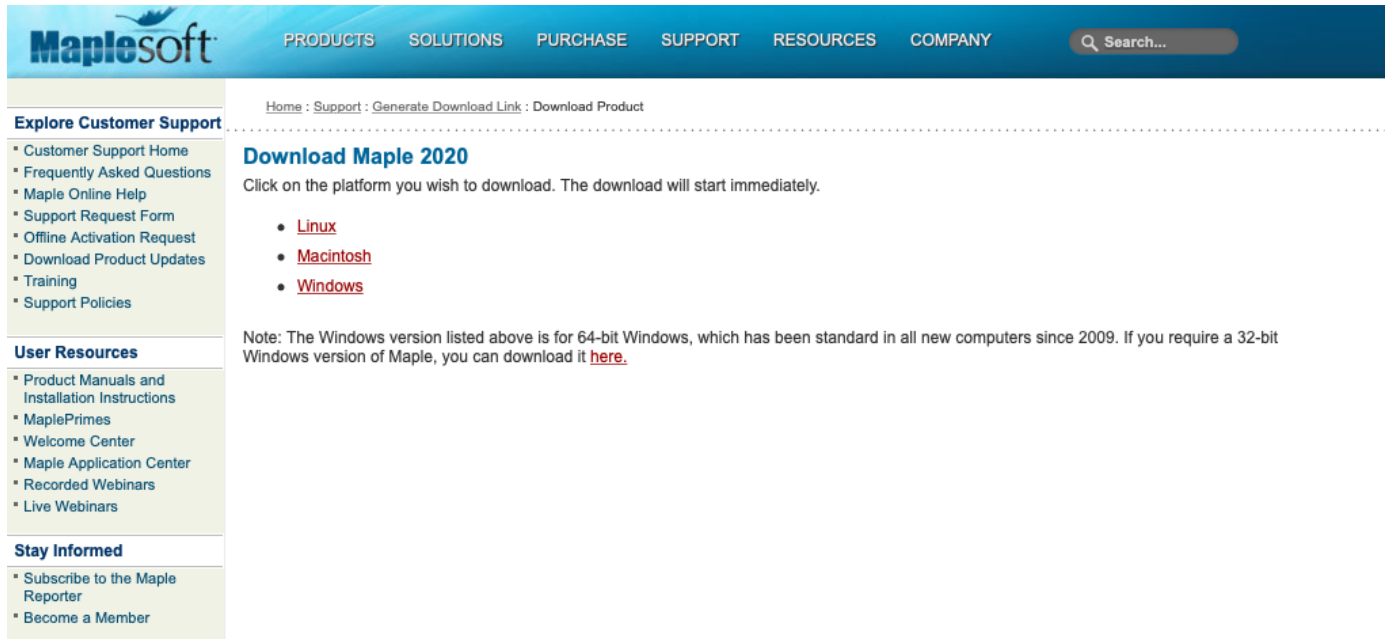 Maplesoft
PRODUCTS SOLUTIONS PURCHASE SUPPORT RESOURCES COMPANY Search...
Home : Support : Generate Download Link : Download Product
Explore Customer Support
Customer Support Home
Frequently Asked Questions
Maple Online Help
Support Request Form
Offline Activation Request
Download Product Updates
Training
Support Policies
User Resources
Product Manuals and
Installation Instructions
MaplePrimes
Welcome Center
Maple Application Center
Recorded Webinars
Live Webinars
Stay Informed
Subscribe to the Maple
Reporter
Become a Member
Download Maple 2020
Click on the platform you wish to download. The download will start immediately.
Linux
Macintosh
Windows
Note: The Windows version listed above is for 64-bit Windows, which has been standard in all new computers since 2009. If you require a 32-bit
Windows version of Maple, you can download it here.